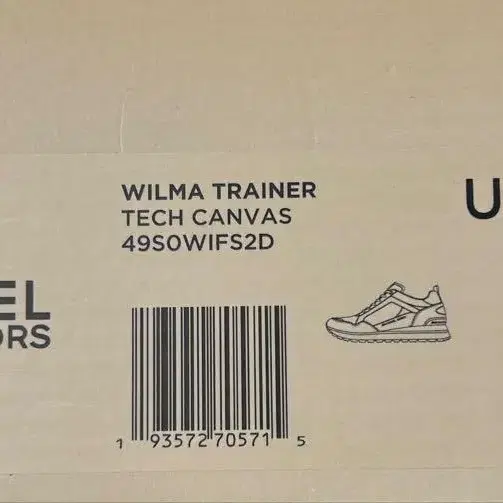 WILMA TRAINER
TECH CANVAS
49S0WIFS2D
U
EL
ORS
1 93572 70571 5